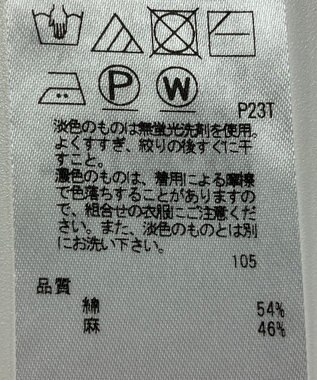 P
W
P23T
淡色のものは無蛍光洗剤を使用。
よくすすぎ、絞りの後すぐに干
すこと。
濃色のものは、着用による摩擦
で色落ちすることがありますの
で、組合せの衣服にご注意くだ
さい。また、淡色のものとは別
にお洗い下さい。
105
品質
綿 54%
麻 46%